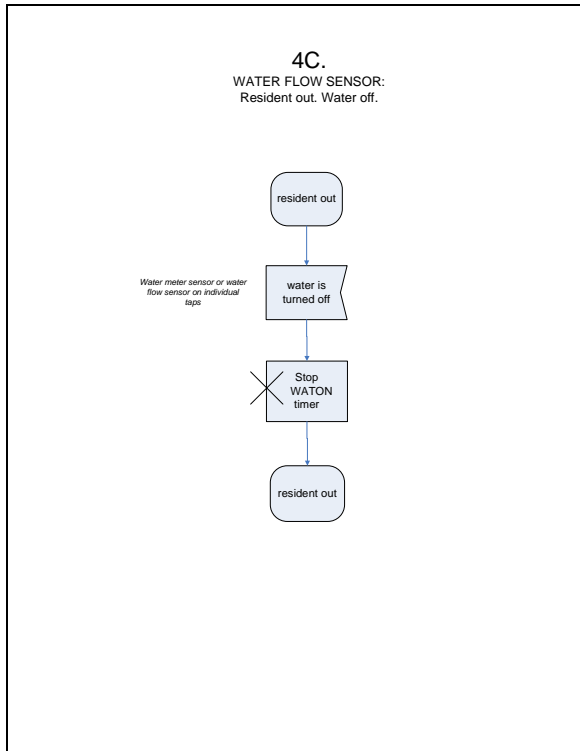 4C.
WATER FLOW SENSOR:
Resident out. Water off.
resident out
Water meter sensor or water
flow sensor on individual
taps
water is
turned off
Stop
WATON
timer
resident out